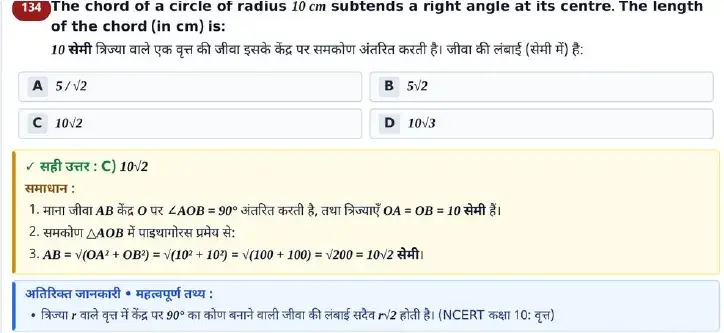 134 The chord of a circle of radius 10 cm subtends a right angle at its centre. The length
of the chord (in cm) is:
10 सेमी त्रिज्या वाले एक वृत्त की जीवा इसके केंद्र पर समकोण अंतरित करती है। जीवा की लंबाई (सेमी में) है:
A 5/√2
B 5√2
C 10√2
D 10√3
✓ सही उत्तर : C) 10√2
समाधान :
1. माना जीवा AB केंद्र O पर ∠AOB = 90° अंतरित करती है, तथा त्रिज्याएँ OA = OB = 10 सेमी हैं।
2. समकोण △AOB में पाइथागोरस प्रमेय से:
3. AB = √(OA² + OB²) = √(10² + 10²) = √(100 + 100) = √200 = 10√2 सेमी।
अतिरिक्त जानकारी • महत्वपूर्ण तथ्य :
• त्रिज्या r वाले वृत्त में केंद्र पर 90° का कोण बनाने वाली जीवा की लंबाई सदैव r√2 होती है। (NCERT कक्षा 10: वृत्त)